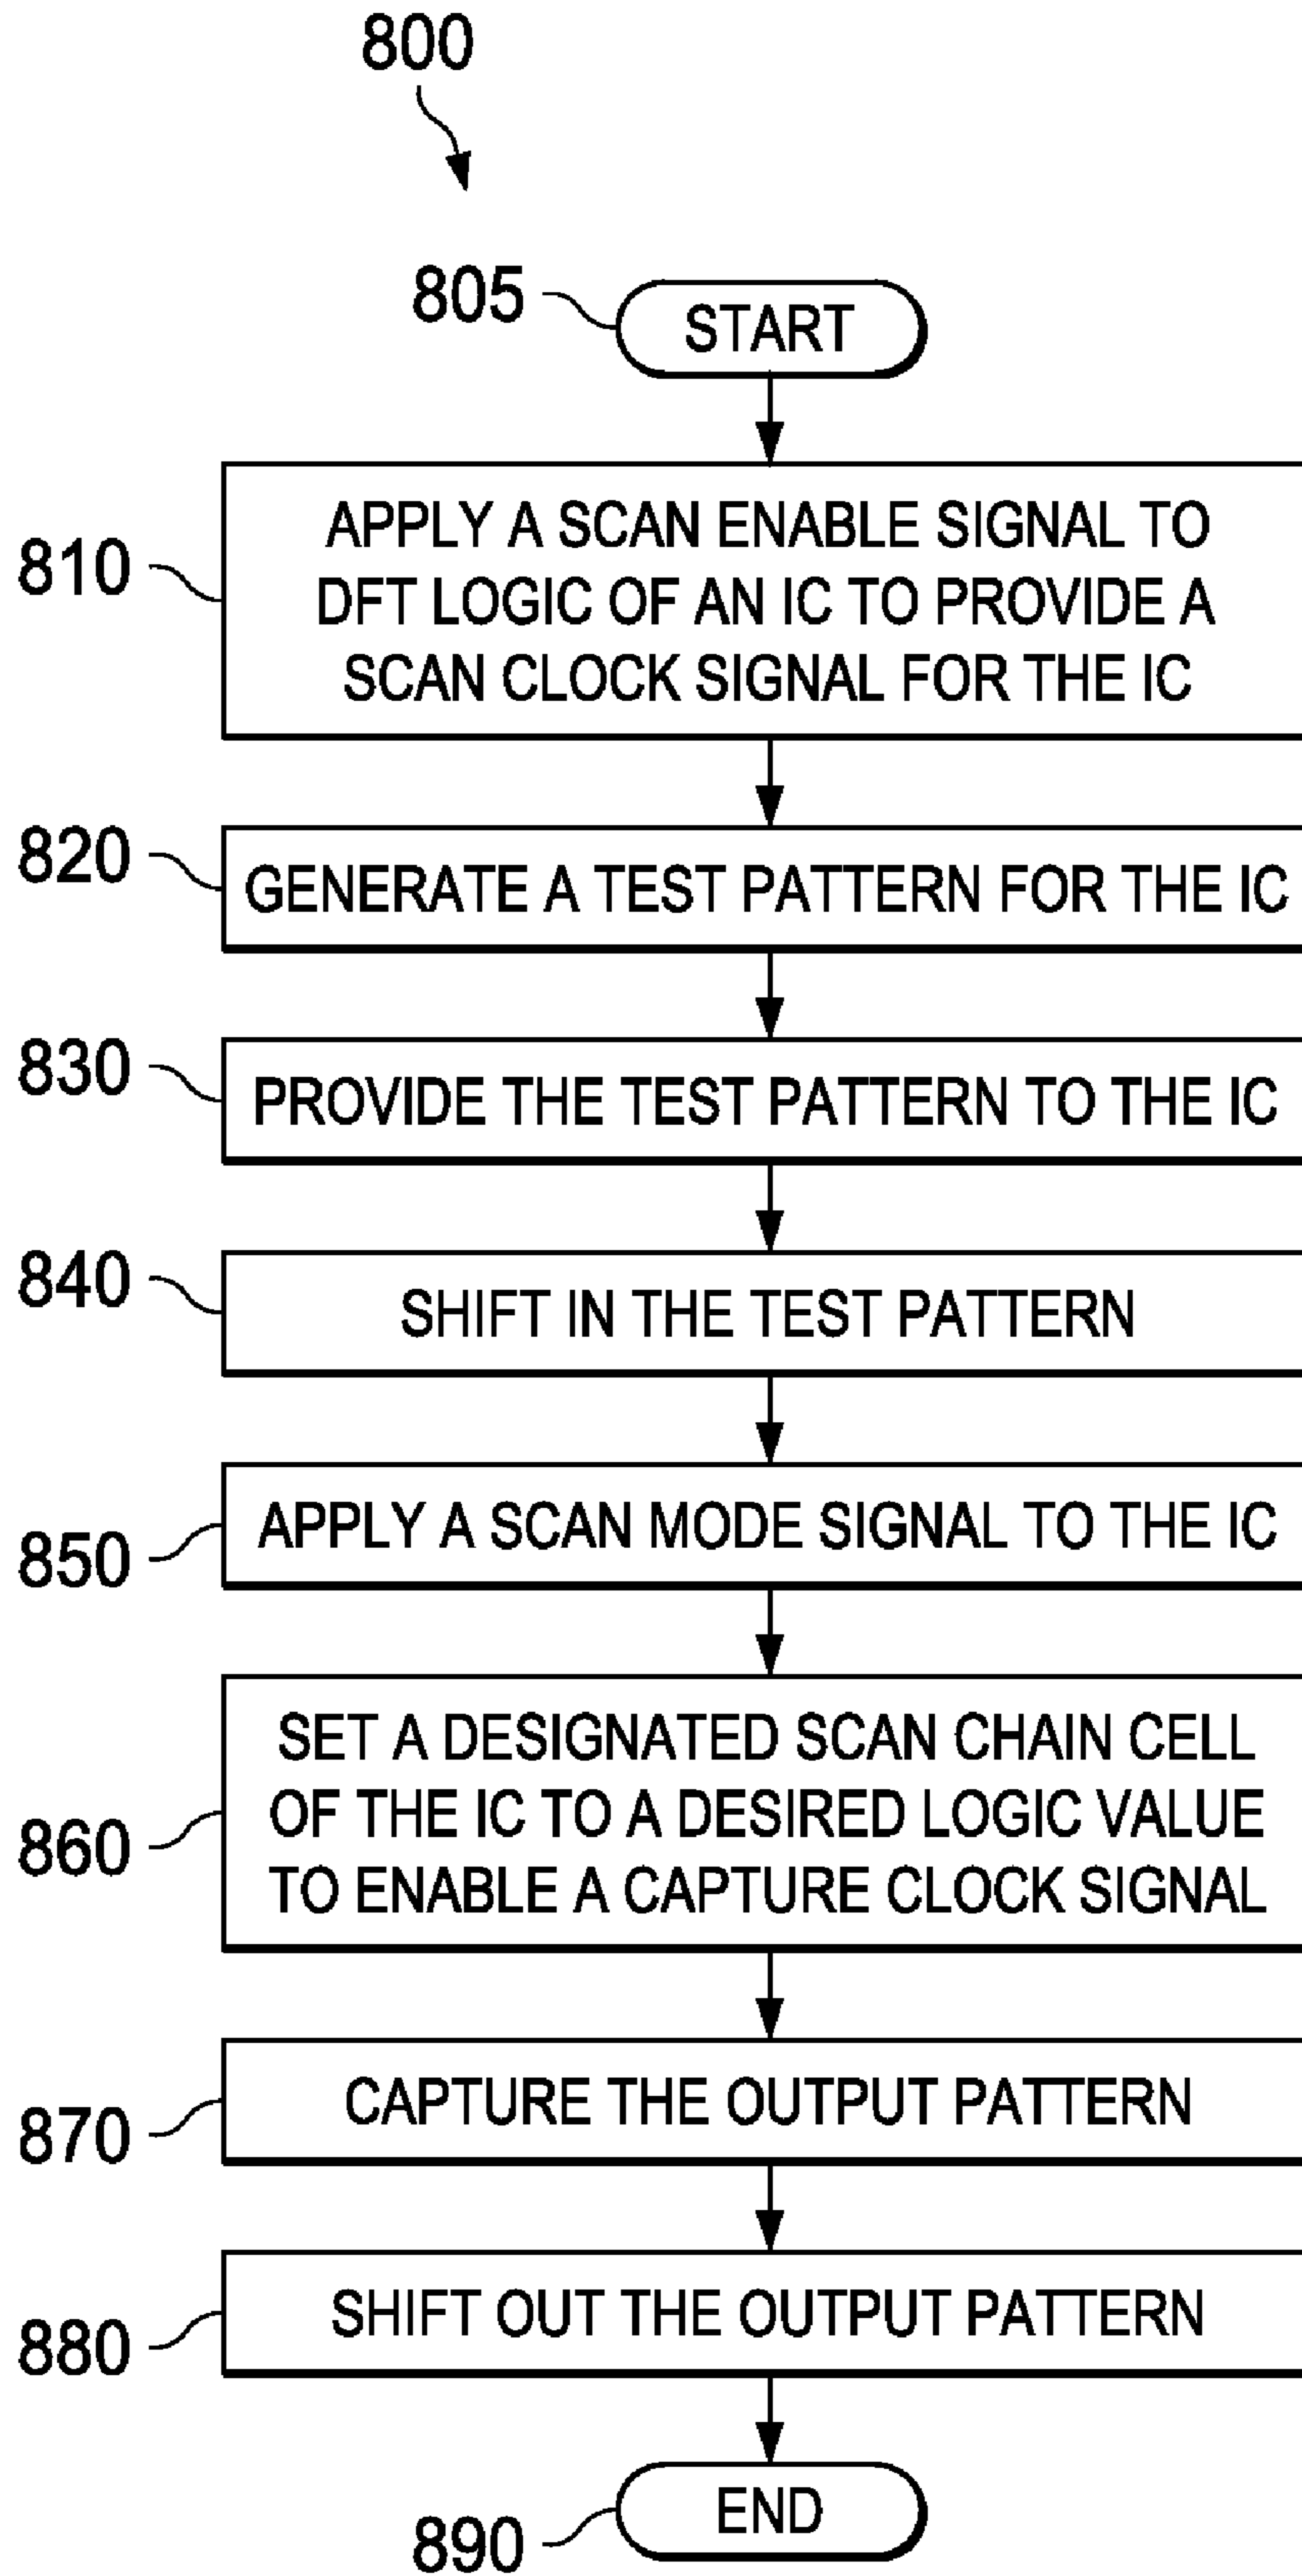 800
805
START
810
APPLY A SCAN ENABLE SIGNAL TO
DFT LOGIC OF AN IC TO PROVIDE A
SCAN CLOCK SIGNAL FOR THE IC
820
GENERATE A TEST PATTERN FOR THE IC
830
PROVIDE THE TEST PATTERN TO THE IC
840
SHIFT IN THE TEST PATTERN
850
APPLY A SCAN MODE SIGNAL TO THE IC
860
SET A DESIGNATED SCAN CHAIN CELL
OF THE IC TO A DESIRED LOGIC VALUE
TO ENABLE A CAPTURE CLOCK SIGNAL
870
CAPTURE THE OUTPUT PATTERN
880
SHIFT OUT THE OUTPUT PATTERN
890
END